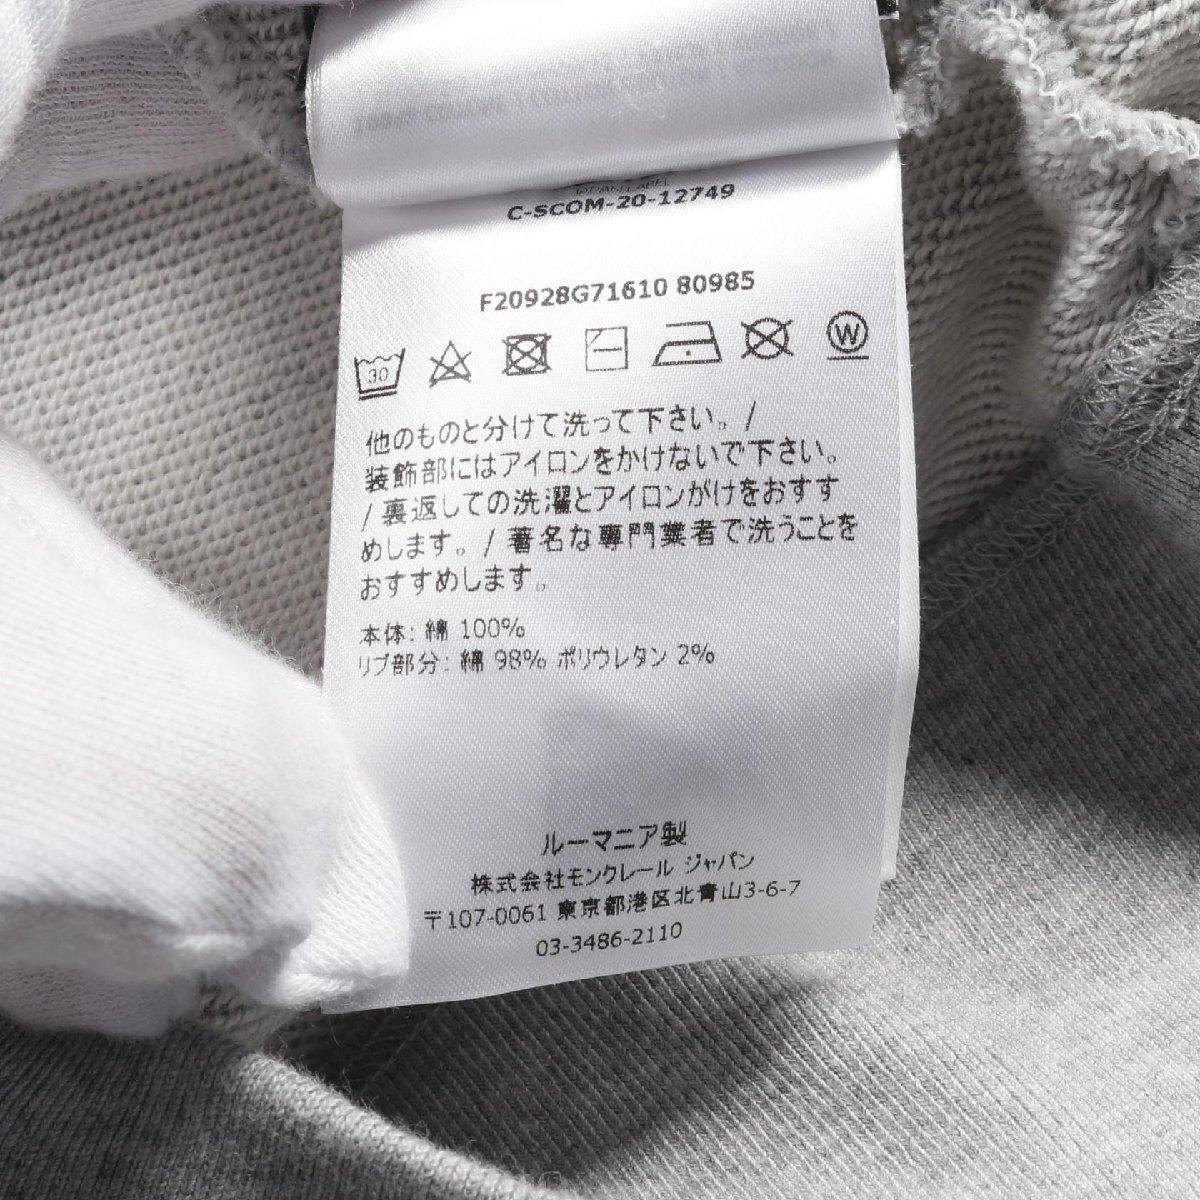 C-SCOM-20-12749
F20928G71610 80985
30
W
他のものと分けて洗って下さい。/
装飾部にはアイロンをかけないで下さい。
/ 裏返しての洗濯とアイロンがけをおすす
めします。/ 著名な専門業者で洗うことを
おすすめします。
本体: 綿 100%
リブ部分: 綿 98% ポリウレタン 2%
ルーマニア製
株式会社モンクレール ジャパン
〒107-0061 東京都港区北青山3-6-7
03-3486-2110